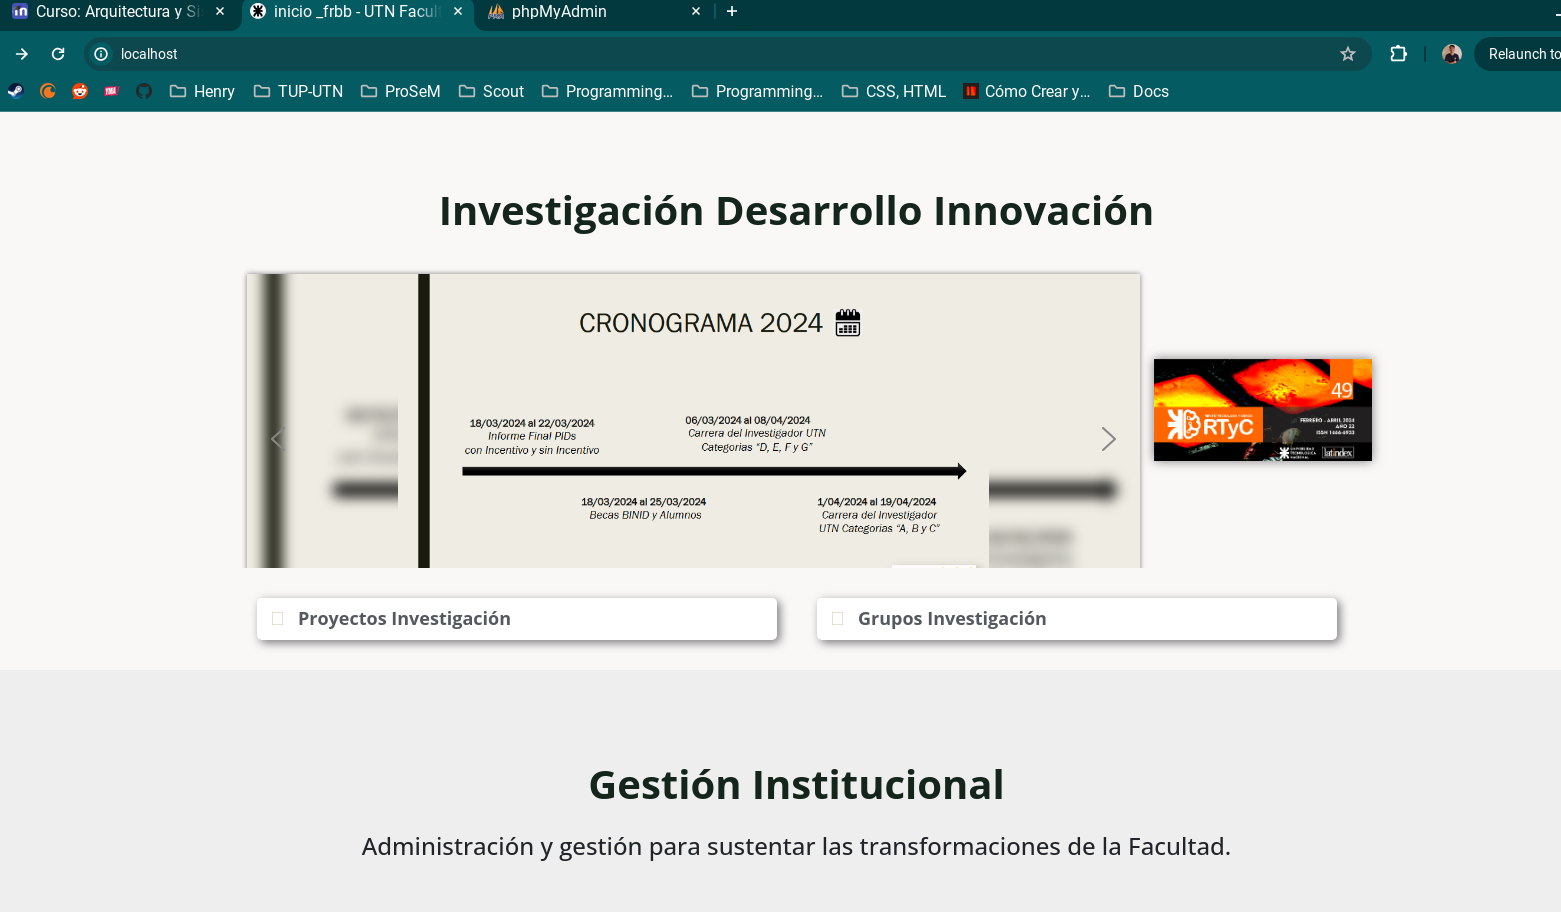 Curso: Arquitectura y Si
inicio _frbb - UTN Facul
phpMyAdmin
localhost
Relaunch to
Henry
TUP-UTN
ProSeM
Scout
Programming...
Programming...
CSS, HTML
Cómo Crear y...
Docs
Investigación Desarrollo Innovación
CRONOGRAMA 2024
18/03/2024 al 22/03/2024
Informe Final PIDs
con Incentivo y sin Incentivo
06/03/2024 al 08/04/2024
Carrera del Investigador UTN
Categorias "D, E, F y G"
18/03/2024 al 25/03/2024
Becas BINID y Alumnos
1/04/2024 al 19/04/2024
Carrera del Investigador
UTN Categorias "A, B y C"
49
RTyC
FEBRERO - ABRIL 2024
AÑO 22
ISSN 1666-6933
UNIVERSIDAD
TECNOLÓGICA
NACIONAL
latindex
Proyectos Investigación
Grupos Investigación
Gestión Institucional
Administración y gestión para sustentar las transformaciones de la Facultad.